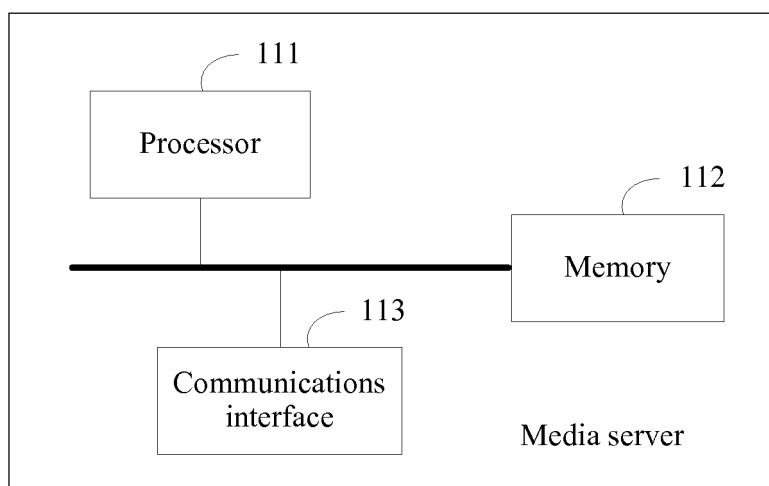 111
Processor
112
Memory
113
Communications
interface
Media server